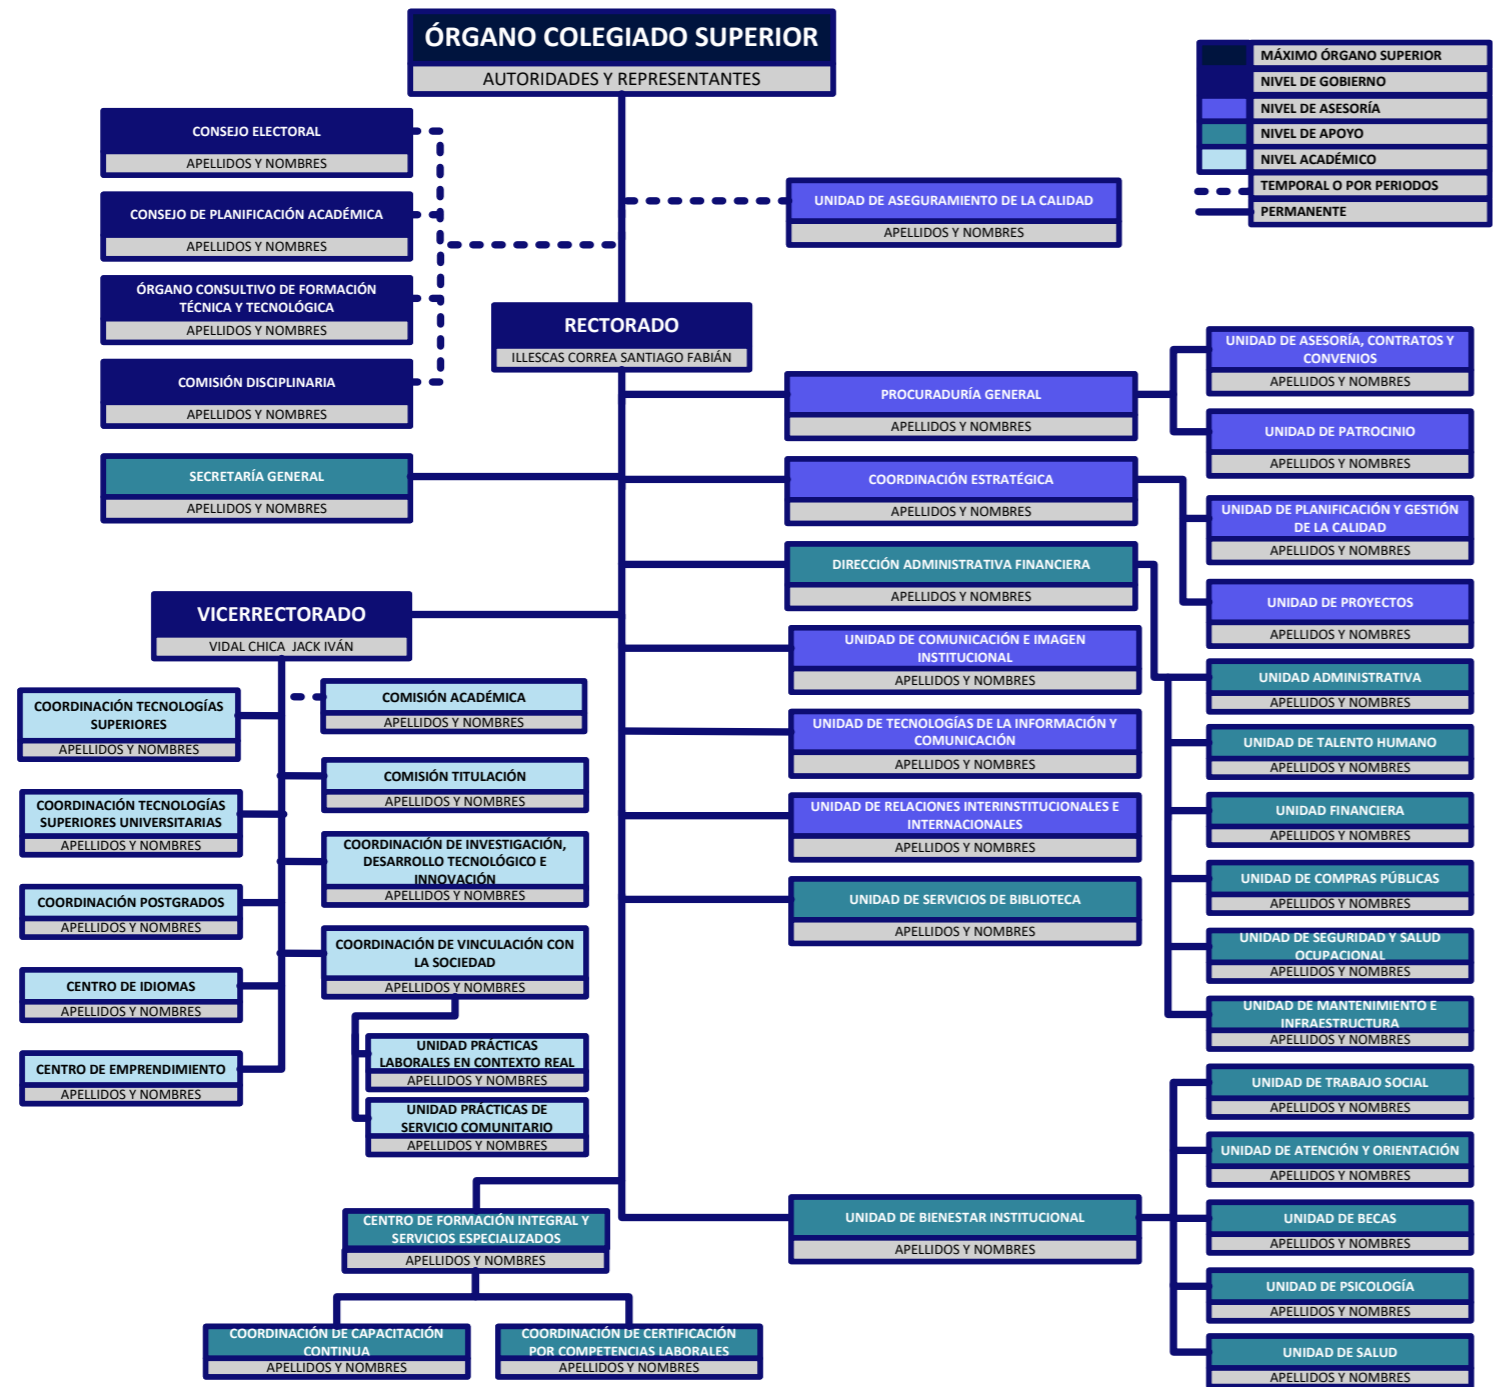 ÓRGANO COLEGIADO SUPERIOR
AUTORIDADES Y REPRESENTANTES
MÁXIMO ÓRGANO SUPERIOR
NIVEL DE GOBIERNO
NIVEL DE ASESORÍA
NIVEL DE APOYO
NIVEL ACADÉMICO
TEMPORAL O POR PERIODOS
PERMANENTE
CONSEJO ELECTORAL
APELLIDOS Y NOMBRES
CONSEJO DE PLANIFICACIÓN ACADÉMICA
APELLIDOS Y NOMBRES
ÓRGANO CONSULTIVO DE FORMACIÓN
TÉCNICA Y TECNOLÓGICA
APELLIDOS Y NOMBRES
COMISIÓN DISCIPLINARIA
APELLIDOS Y NOMBRES
SECRETARÍA GENERAL
APELLIDOS Y NOMBRES
UNIDAD DE ASEGURAMIENTO DE LA CALIDAD
APELLIDOS Y NOMBRES
RECTORADO
ILLESCAS CORREA SANTIAGO FABIÁN
PROCURADURÍA GENERAL
APELLIDOS Y NOMBRES
UNIDAD DE ASESORÍA, CONTRATOS Y
CONVENIOS
APELLIDOS Y NOMBRES
UNIDAD DE PATROCINIO
APELLIDOS Y NOMBRES
COORDINACIÓN ESTRATÉGICA
APELLIDOS Y NOMBRES
UNIDAD DE PLANIFICACIÓN Y GESTIÓN
DE LA CALIDAD
APELLIDOS Y NOMBRES
UNIDAD DE PROYECTOS
APELLIDOS Y NOMBRES
DIRECCIÓN ADMINISTRATIVA FINANCIERA
APELLIDOS Y NOMBRES
UNIDAD ADMINISTRATIVA
APELLIDOS Y NOMBRES
UNIDAD DE TALENTO HUMANO
APELLIDOS Y NOMBRES
UNIDAD FINANCIERA
APELLIDOS Y NOMBRES
UNIDAD DE COMPRAS PÚBLICAS
APELLIDOS Y NOMBRES
UNIDAD DE SEGURIDAD Y SALUD
OCUPACIONAL
APELLIDOS Y NOMBRES
UNIDAD DE MANTENIMIENTO E
INFRAESTRUCTURA
APELLIDOS Y NOMBRES
UNIDAD DE COMUNICACIÓN E IMAGEN
INSTITUCIONAL
APELLIDOS Y NOMBRES
UNIDAD DE TECNOLOGÍAS DE LA INFORMACIÓN Y
COMUNICACIÓN
APELLIDOS Y NOMBRES
UNIDAD DE RELACIONES INTERINSTITUCIONALES E
INTERNACIONALES
APELLIDOS Y NOMBRES
UNIDAD DE SERVICIOS DE BIBLIOTECA
APELLIDOS Y NOMBRES
VICERRECTORADO
VIDAL CHICA  JACK IVÁN
COORDINACIÓN TECNOLOGÍAS
SUPERIORES
APELLIDOS Y NOMBRES
COORDINACIÓN TECNOLOGÍAS
SUPERIORES UNIVERSITARIAS
APELLIDOS Y NOMBRES
COORDINACIÓN POSTGRADOS
APELLIDOS Y NOMBRES
CENTRO DE IDIOMAS
APELLIDOS Y NOMBRES
CENTRO DE EMPRENDIMIENTO
APELLIDOS Y NOMBRES
COMISIÓN ACADÉMICA
APELLIDOS Y NOMBRES
COMISIÓN TITULACIÓN
APELLIDOS Y NOMBRES
COORDINACIÓN DE INVESTIGACIÓN,
DESARROLLO TECNOLÓGICO E
INNOVACIÓN
APELLIDOS Y NOMBRES
COORDINACIÓN DE VINCULACIÓN CON
LA SOCIEDAD
APELLIDOS Y NOMBRES
UNIDAD PRÁCTICAS
LABORALES EN CONTEXTO REAL
APELLIDOS Y NOMBRES
UNIDAD PRÁCTICAS DE
SERVICIO COMUNITARIO
APELLIDOS Y NOMBRES
CENTRO DE FORMACIÓN INTEGRAL Y
SERVICIOS ESPECIALIZADOS
APELLIDOS Y NOMBRES
COORDINACIÓN DE CAPACITACIÓN
CONTINUA
APELLIDOS Y NOMBRES
COORDINACIÓN DE CERTIFICACIÓN
POR COMPETENCIAS LABORALES
APELLIDOS Y NOMBRES
UNIDAD DE BIENESTAR INSTITUCIONAL
APELLIDOS Y NOMBRES
UNIDAD DE TRABAJO SOCIAL
APELLIDOS Y NOMBRES
UNIDAD DE ATENCIÓN Y ORIENTACIÓN
APELLIDOS Y NOMBRES
UNIDAD DE BECAS
APELLIDOS Y NOMBRES
UNIDAD DE PSICOLOGÍA
APELLIDOS Y NOMBRES
UNIDAD DE SALUD
APELLIDOS Y NOMBRES